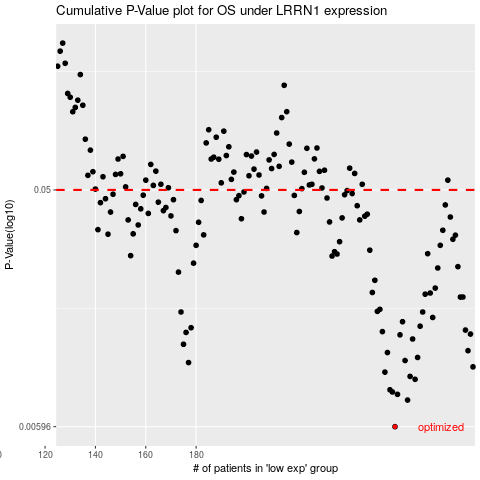 Cumulative P-Value plot for OS under LRRN1 expression
P-Value(log10)
0.05
0.00596
optimized
0 120 140 160 180
# of patients in 'low exp' group